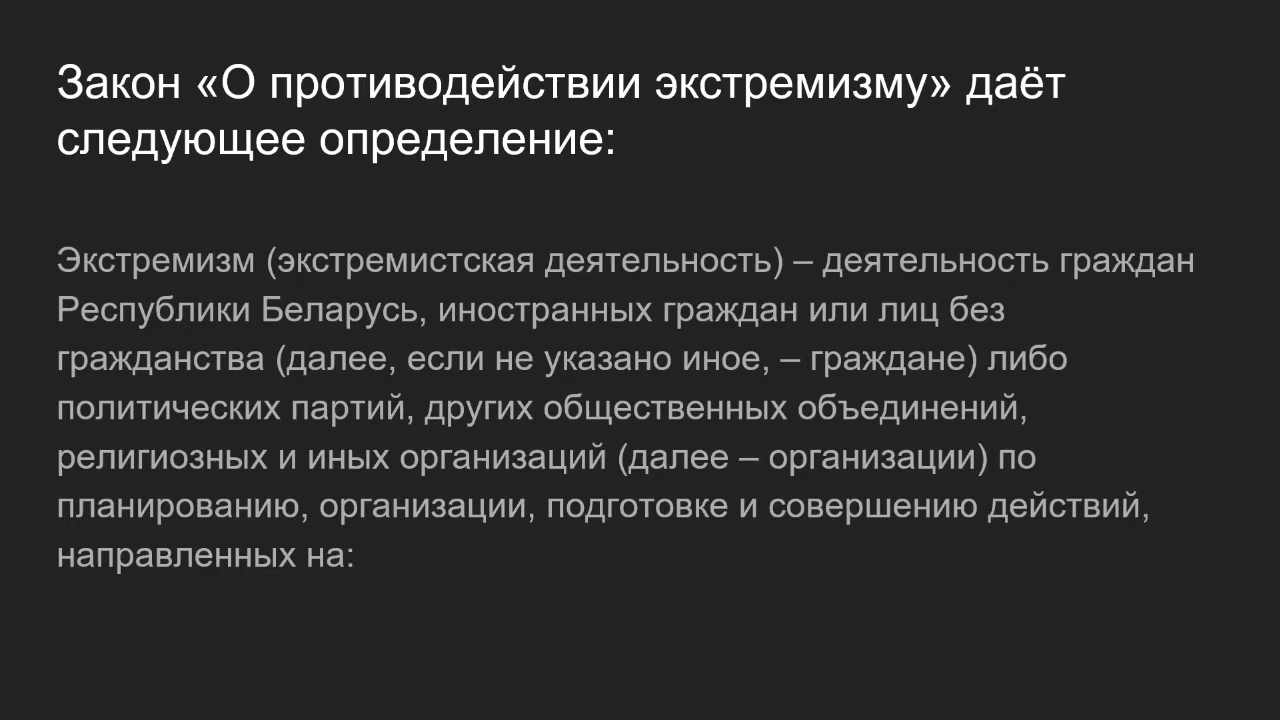 Закон «О противодействии экстремизму» даёт
следующее определение:
Экстремизм (экстремистская деятельность) – деятельность граждан
Республики Беларусь, иностранных граждан или лиц без
гражданства (далее, если не указано иное, – граждане) либо
политических партий, других общественных объединений,
религиозных и иных организаций (далее – организации) по
планированию, организации, подготовке и совершению действий,
направленных на: